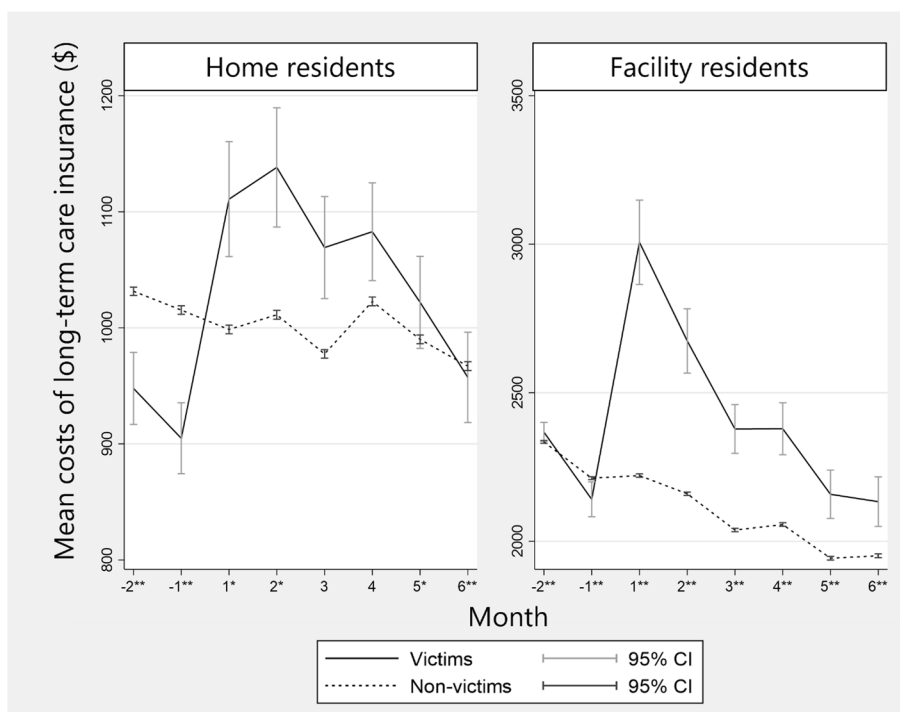 Mean costs of long-term care insurance ($)
Home residents
1200
1100
1000
900
800
-2** -1** 1* 2* 3 4 5* 6**
Facility residents
3500
3000
2500
2000
-2** -1** 1** 2** 3** 4** 5** 6**
Month
Victims 95% CI
Non-victims 95% CI